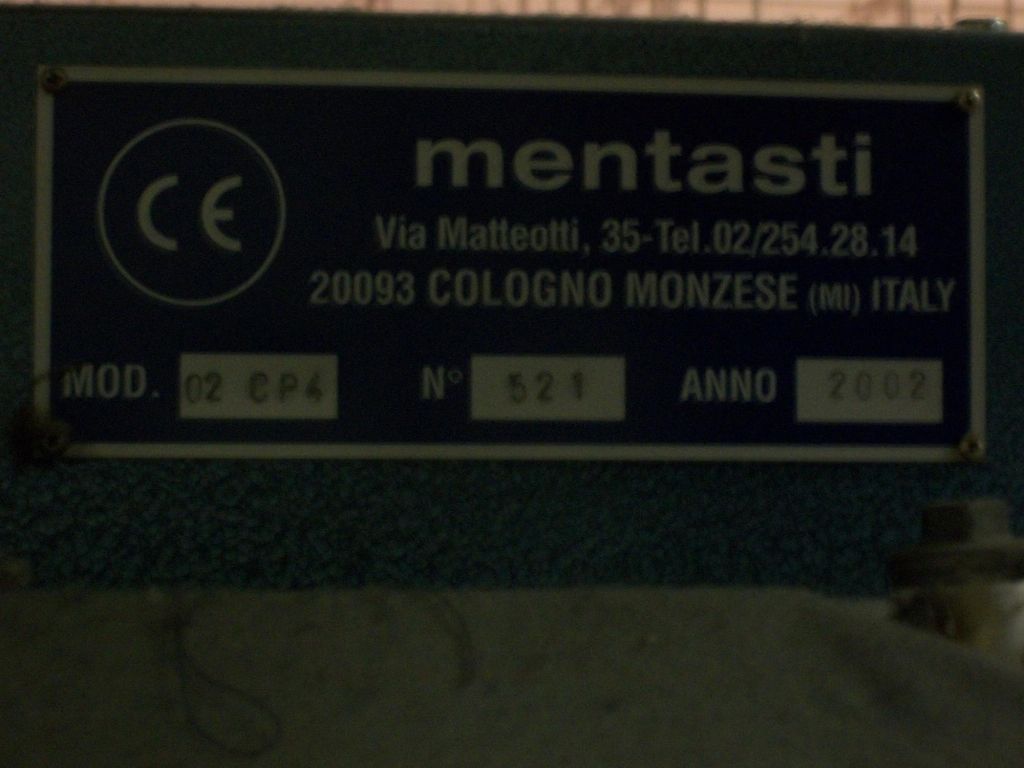 CE
mentasti
Via Matteotti, 35-Tel.02/254.28.14
20093 COLOGNO MONZESE (MI) ITALY
MOD. 02 CP4 N° 521 ANNO 2002